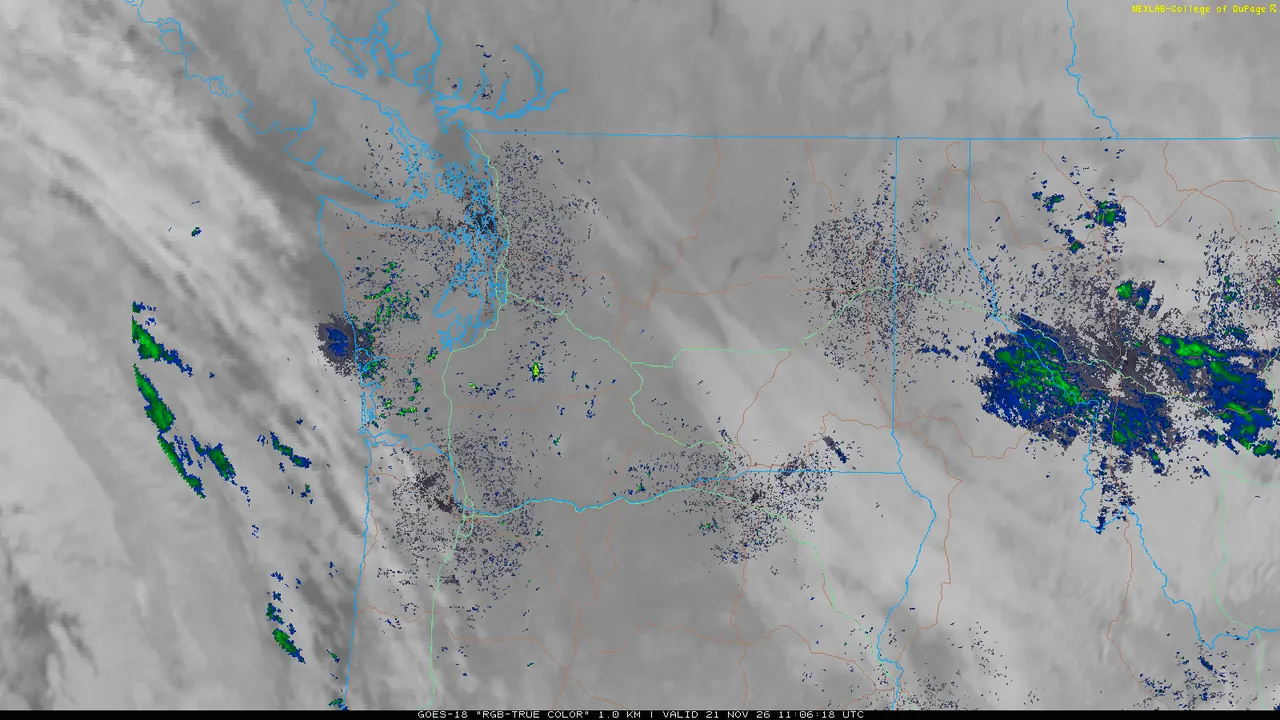 NEXLAB-College of DuPage
GOES-18 "RGB-TRUE COLOR" 1.0 KM | VALID 21 NOV 26 11:06:18 UTC